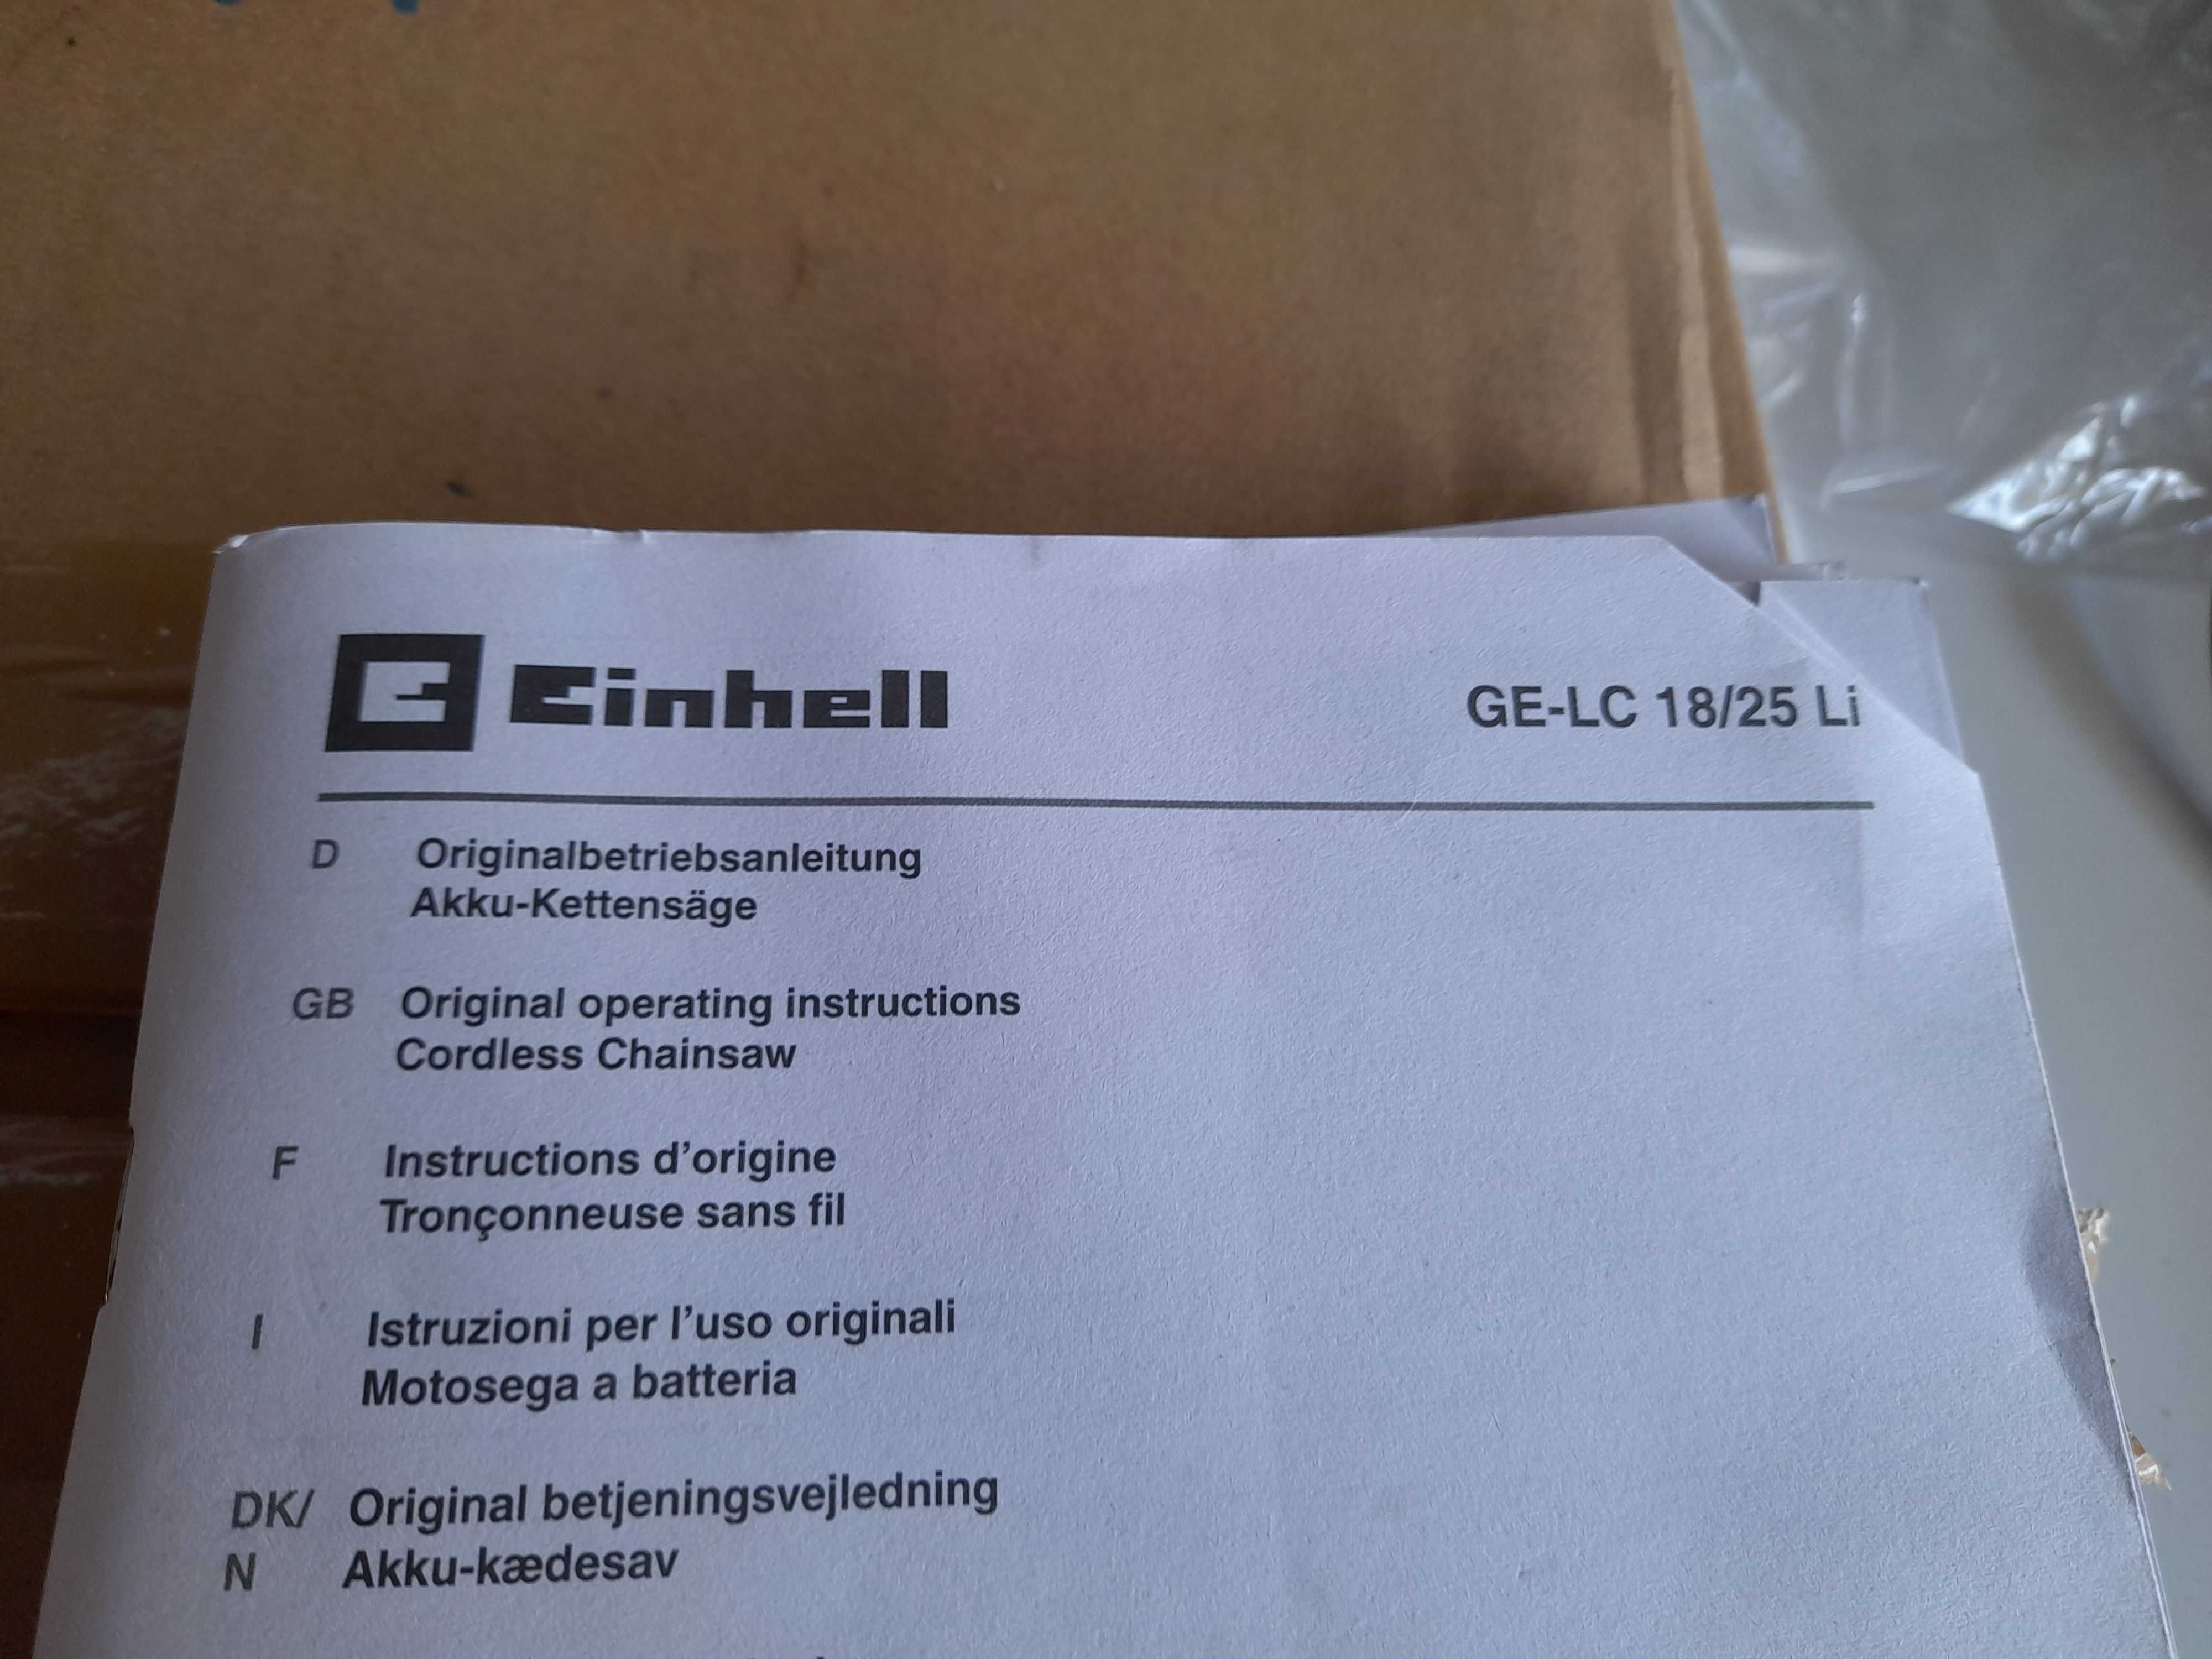 Einhell
GE-LC 18/25 Li
D Originalbetriebsanleitung
Akku-Kettensäge
GB Original operating instructions
Cordless Chainsaw
F Instructions d’origine
Tronçonneuse sans fil
I Istruzioni per l’uso originali
Motosega a batteria
DK/ Original betjeningsvejledning
N Akku-kædesav